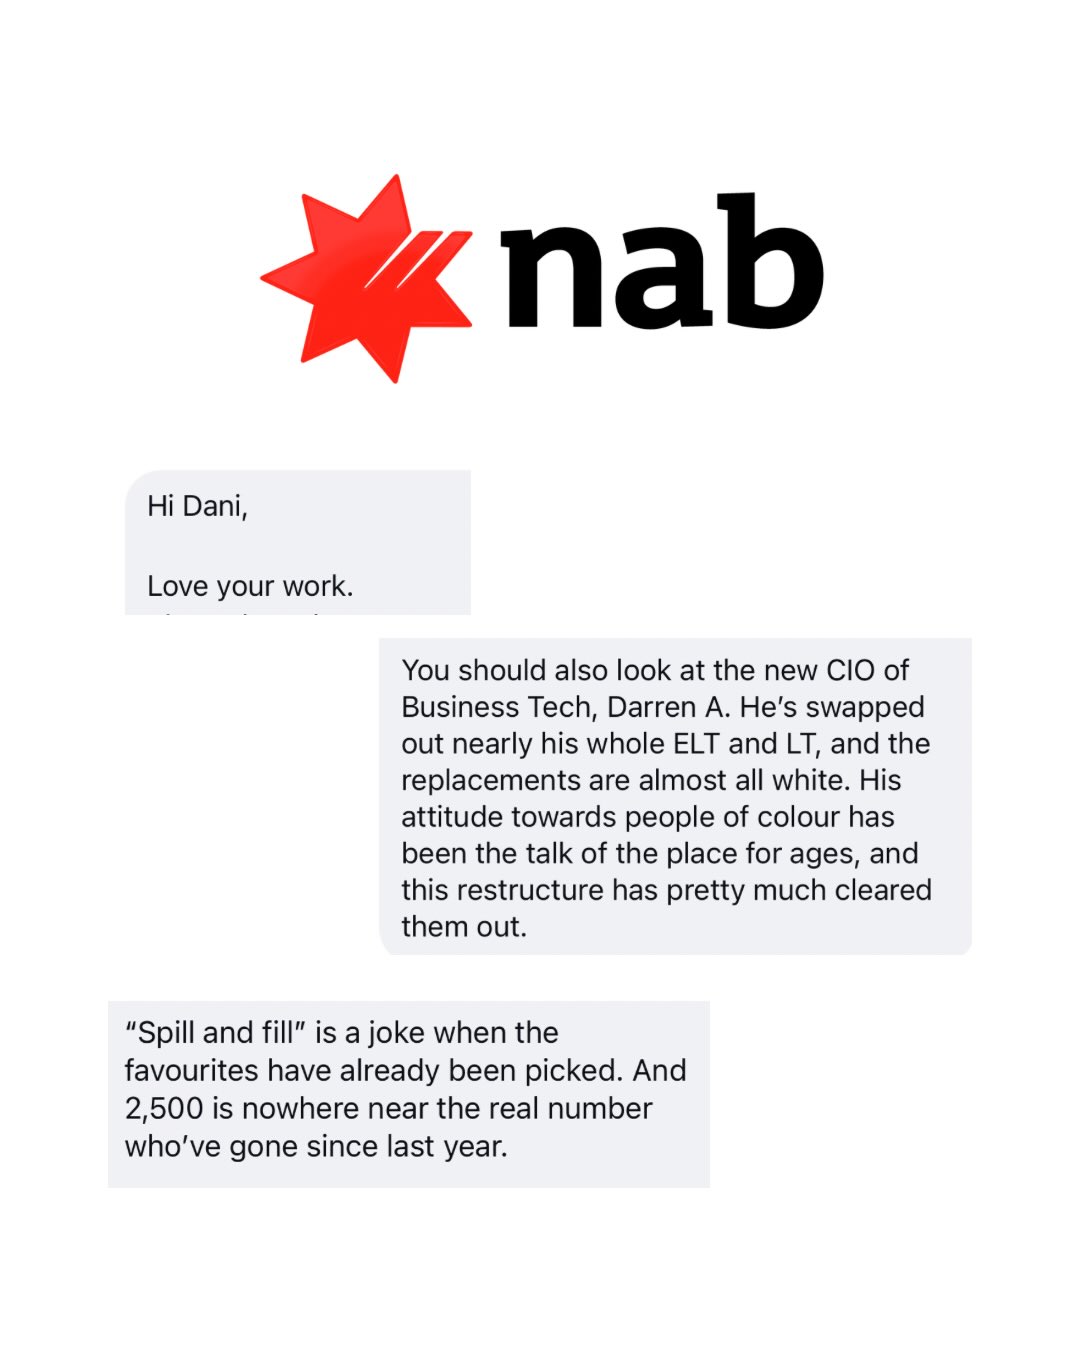 nab
Hi Dani,
Love your work.
You should also look at the new CIO of
Business Tech, Darren A. He’s swapped
out nearly his whole ELT and LT, and the
replacements are almost all white. His
attitude towards people of colour has
been the talk of the place for ages, and
this restructure has pretty much cleared
them out.
“Spill and fill” is a joke when the
favourites have already been picked. And
2,500 is nowhere near the real number
who’ve gone since last year.